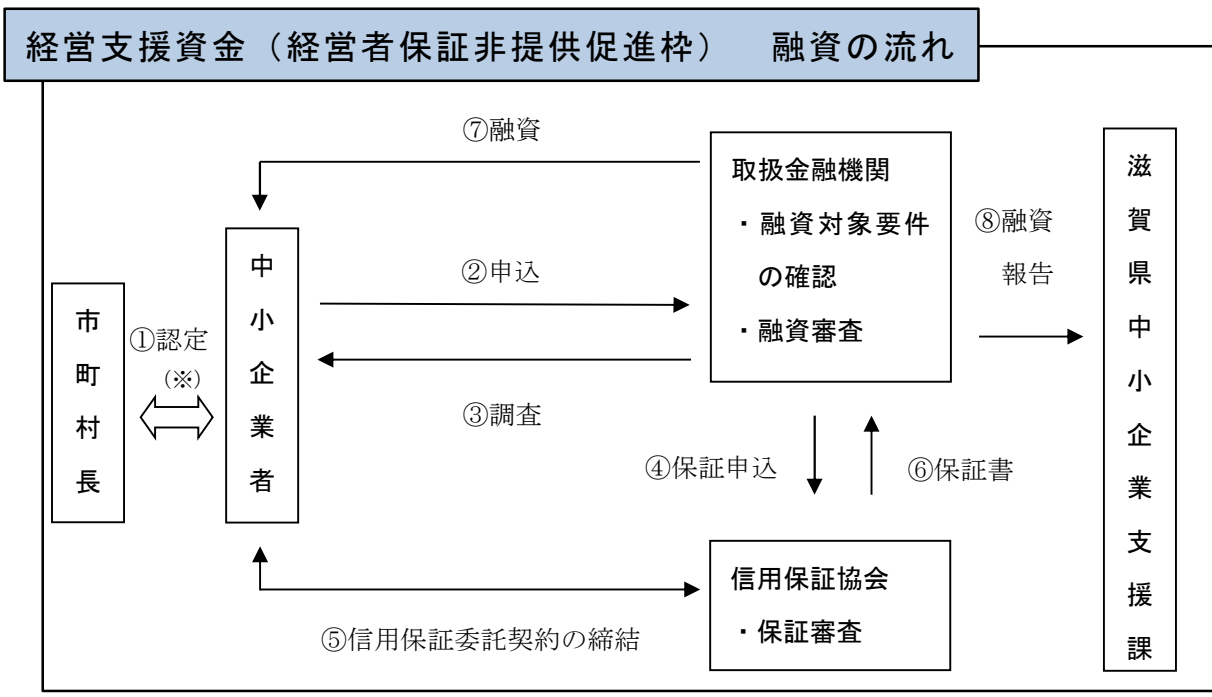 経営支援資金（経営者保証非提供促進枠）　融資の流れ
⑦融資
取扱金融機関
・融資対象要件
の確認
・融資審査
②申込
③調査
①認定
(※)
市町村長
中小企業者
⑧融資
報告
滋賀県中小企業支援課
④保証申込
⑥保証書
信用保証協会
・保証審査
⑤信用保証委託契約の締結